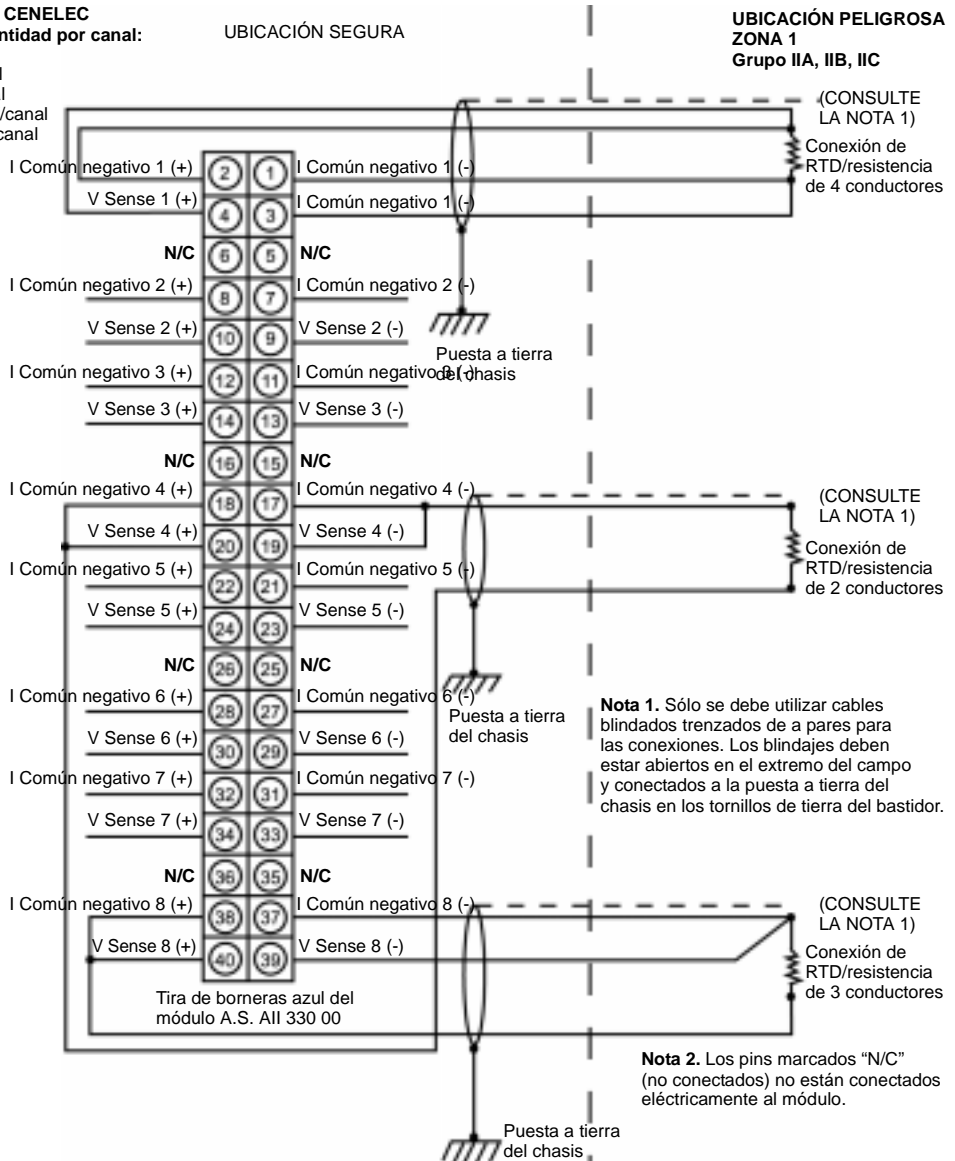 CENELEC
ntidad por canal:
l
al
/canal
canal
UBICACIÓN SEGURA
UBICACIÓN PELIGROSA
ZONA 1
Grupo IIA, IIB, IIC
(CONSULTE
LA NOTA 1)
Conexión de
RTD/resistencia
de 4 conductores
I Común negativo 1 (+) 2 1 I Común negativo 1 (-)
V Sense 1 (+) 4 3 I Común negativo 1 (-)
N/C 6 5 N/C
I Común negativo 2 (+) 8 7 I Común negativo 2 (-)
V Sense 2 (+) 10 9 V Sense 2 (-)
Puesta a tierra
del chasis
I Común negativo 3 (+) 12 11 I Común negativo 3 (-)
V Sense 3 (+) 14 13 V Sense 3 (-)
N/C 16 15 N/C
I Común negativo 4 (+) 18 17 I Común negativo 4 (-)
V Sense 4 (+) 20 19 V Sense 4 (-)
(CONSULTE
LA NOTA 1)
Conexión de
RTD/resistencia
de 2 conductores
I Común negativo 5 (+) 22 21 I Común negativo 5 (-)
V Sense 5 (+) 24 23 V Sense 5 (-)
N/C 26 25 N/C
I Común negativo 6 (+) 28 27 I Común negativo 6 (-)
V Sense 6 (+) 30 29 V Sense 6 (-)
Puesta a tierra
del chasis
Nota 1. Sólo se debe utilizar cables
blindados trenzados de a pares para
las conexiones. Los blindajes deben
estar abiertos en el extremo del campo
y conectados a la puesta a tierra del
chasis en los tornillos de tierra del bastidor.
I Común negativo 7 (+) 32 31 I Común negativo 7 (-)
V Sense 7 (+) 34 33 V Sense 7 (-)
N/C 36 35 N/C
I Común negativo 8 (+) 38 37 I Común negativo 8 (-)
V Sense 8 (+) 40 39 V Sense 8 (-)
(CONSULTE
LA NOTA 1)
Conexión de
RTD/resistencia
de 3 conductores
Tira de borneras azul del
módulo A.S. AII 330 00
Nota 2. Los pins marcados “N/C”
(no conectados) no están conectados
eléctricamente al módulo.
Puesta a tierra
del chasis